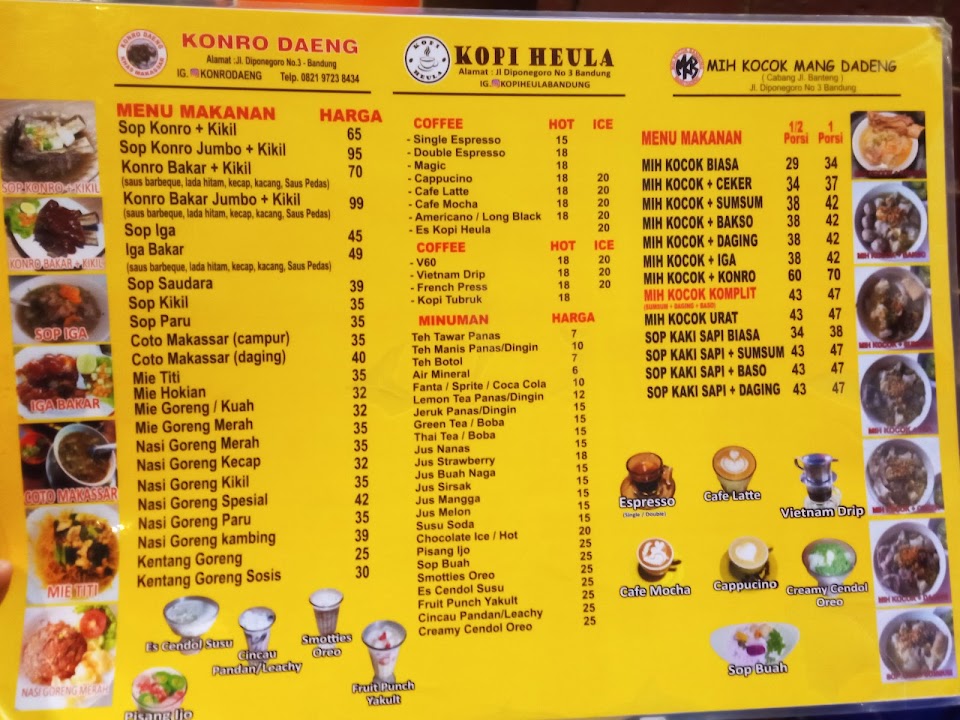 KONRO DAENG
KONRO DAENG
Alamat :Jl. Diponegoro No.3 - Bandung
IG. KONRODAENG Telp. 0821 9723 8434
MENU MAKANAN HARGA
Sop Konro + Kikil 65
Sop Konro Jumbo + Kikil 95
Konro Bakar + Kikil 70
(saus barbeque, lada hitam, kecap, kacang, Saus Pedas)
Konro Bakar Jumbo + Kikil 99
(saus barbeque, lada hitam, kecap, kacang, Saus Pedas)
Sop Iga 45
Iga Bakar 49
(saus barbeque, lada hitam, kecap, kacang, Saus Pedas)
Sop Saudara 39
Sop Kikil 35
Sop Paru 35
Coto Makassar (campur) 35
Coto Makassar (daging) 40
Mie Titi 35
Mie Hokian 32
Mie Goreng / Kuah 32
Mie Goreng Merah 35
Nasi Goreng Merah 35
Nasi Goreng Kecap 32
Nasi Goreng Kikil 35
Nasi Goreng Spesial 42
Nasi Goreng Paru 35
Nasi Goreng kambing 39
Kentang Goreng 25
Kentang Goreng Sosis 30
SOP KONRO + KIKIL
KONRO BAKAR + KIKIL
SOP IGA
IGA BAKAR
COTO MAKASSAR
MIE TITI
NASI GORENG MERAH
KOPI
HEULA
KOPI HEULA
Alamat : Jl Diponegoro No 3 Bandung
IG. KOPIHEULABANDUNG
COFFEE HOT ICE
- Single Espresso 15
- Double Espresso 18
- Magic 18
- Cappucino 18 20
- Cafe Latte 18 20
- Cafe Mocha 18 20
- Americano / Long Black 18 20
- Es Kopi Heula 20
COFFEE HOT ICE
- V60 18 20
- Vietnam Drip 18 20
- French Press 18 20
- Kopi Tubruk 18
MINUMAN HARGA
Teh Tawar Panas 7
Teh Manis Panas/Dingin 10
Teh Botol 7
Air Mineral 6
Fanta / Sprite / Coca Cola 10
Lemon Tea Panas/Dingin 12
Jeruk Panas/Dingin 15
Green Tea / Boba 15
Thai Tea / Boba 15
Jus Nanas 15
Jus Strawberry 18
Jus Buah Naga 15
Jus Sirsak 15
Jus Mangga 15
Jus Melon 15
Susu Soda 15
Chocolate Ice / Hot 20
Pisang Ijo 25
Sop Buah 25
Smotties Oreo 25
Es Cendol Susu 25
Fruit Punch Yakult 25
Cincau Pandan/Leachy 25
Creamy Cendol Oreo 25
MIH KOCOK MANG DADENG
( Cabang Jl. Banteng )
Jl. Diponegoro No 3 Bandung
MENU MAKANAN 1/2 Porsi 1 Porsi
MIH KOCOK BIASA 29 34
MIH KOCOK + CEKER 34 37
MIH KOCOK + SUMSUM 38 42
MIH KOCOK + BAKSO 38 42
MIH KOCOK + DAGING 38 42
MIH KOCOK + IGA 38 42
MIH KOCOK + KONRO 60 70
MIH KOCOK KOMPLIT 43 47
(SUMSUM + DAGING + BASO)
MIH KOCOK URAT 43 47
SOP KAKI SAPI BIASA 34 38
SOP KAKI SAPI + SUMSUM 43 47
SOP KAKI SAPI + BASO 43 47
SOP KAKI SAPI + DAGING 43 47
Espresso
(Single / Double)
Cafe Latte
Vietnam Drip
Cafe Mocha
Cappucino
Creamy Cendol
Oreo
Sop Buah
Es Cendol Susu
Cincau
Pandan/Leachy
Smotties
Oreo
Fruit Punch
Yakult
Pisang Ijo